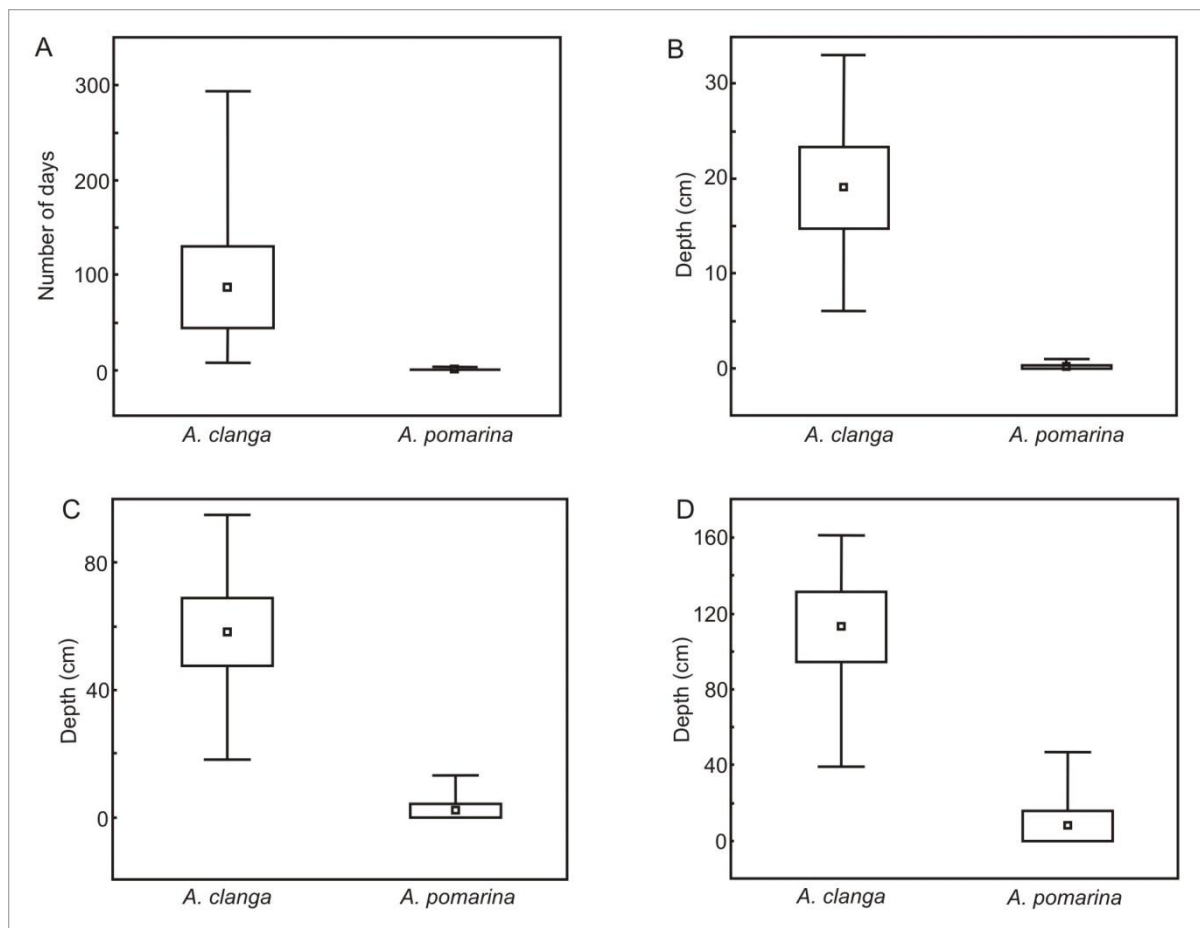 A
Number of days
300
200
100
0
A. clanga A. pomarina
B
Depth (cm)
30
20
10
0
A. clanga A. pomarina
C
Depth (cm)
80
40
0
A. clanga A. pomarina
D
Depth (cm)
160
120
80
40
0
A. clanga A. pomarina